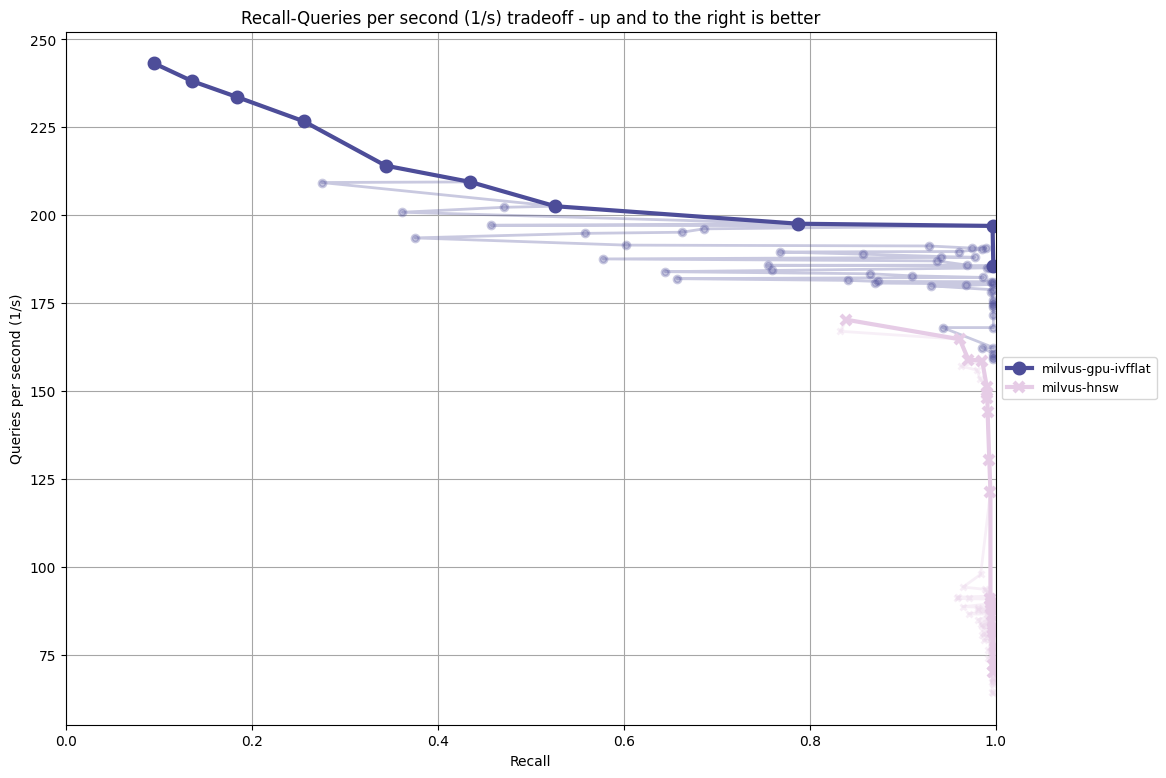 Recall-Queries per second (1/s) tradeoff - up and to the right is better
250
225
200
175
150
125
100
75
Queries per second (1/s)
0.0 0.2 0.4 0.6 0.8 1.0
Recall
milvus-gpu-ivfflat
milvus-hnsw